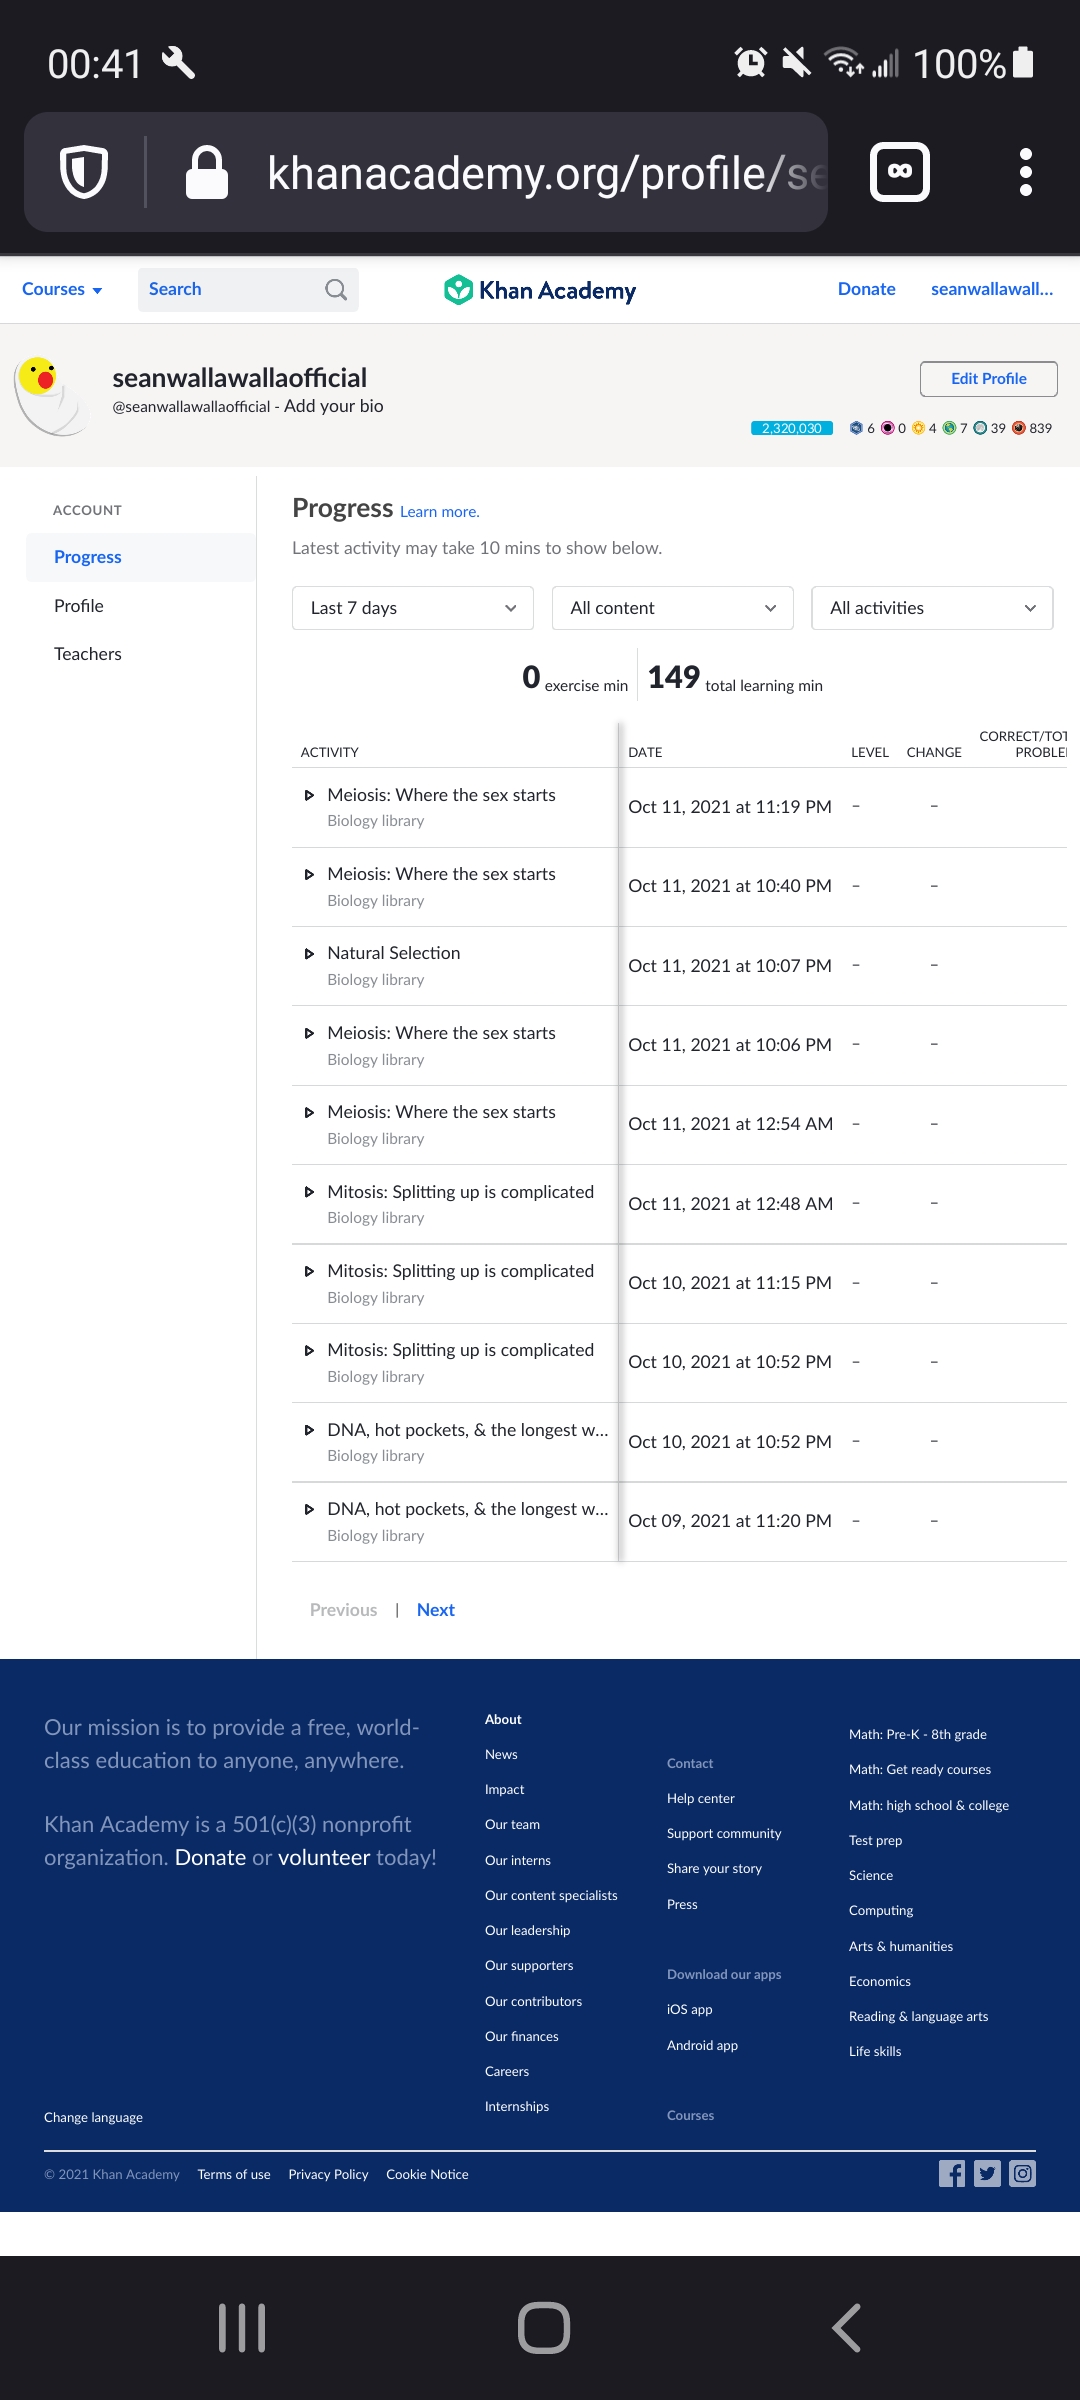 00:41
100%
khanacademy.org/profile/se
Courses
Search
Khan Academy
Donate
seanwallawall...
seanwallawallaofficial
@seanwallawallaofficial - Add your bio
Edit Profile
2,320,030 6 0 4 7 39 839
ACCOUNT
Progress
Profile
Teachers
Progress Learn more.
Latest activity may take 10 mins to show below.
Last 7 days
All content
All activities
0 exercise min
149 total learning min
ACTIVITY DATE LEVEL CHANGE CORRECT/TOT
PROBLE
Meiosis: Where the sex starts
Biology library
Oct 11, 2021 at 11:19 PM – –
Meiosis: Where the sex starts
Biology library
Oct 11, 2021 at 10:40 PM – –
Natural Selection
Biology library
Oct 11, 2021 at 10:07 PM – –
Meiosis: Where the sex starts
Biology library
Oct 11, 2021 at 10:06 PM – –
Meiosis: Where the sex starts
Biology library
Oct 11, 2021 at 12:54 AM – –
Mitosis: Splitting up is complicated
Biology library
Oct 11, 2021 at 12:48 AM – –
Mitosis: Splitting up is complicated
Biology library
Oct 10, 2021 at 11:15 PM – –
Mitosis: Splitting up is complicated
Biology library
Oct 10, 2021 at 10:52 PM – –
DNA, hot pockets, & the longest w...
Biology library
Oct 10, 2021 at 10:52 PM – –
DNA, hot pockets, & the longest w...
Biology library
Oct 09, 2021 at 11:20 PM – –
Previous | Next
Our mission is to provide a free, world-
class education to anyone, anywhere.
Khan Academy is a 501(c)(3) nonprofit
organization. Donate or volunteer today!
About
News
Impact
Our team
Our interns
Our content specialists
Our leadership
Our supporters
Our contributors
Our finances
Careers
Internships
Contact
Help center
Support community
Share your story
Press
Download our apps
iOS app
Android app
Courses
Math: Pre-K - 8th grade
Math: Get ready courses
Math: high school & college
Test prep
Science
Computing
Arts & humanities
Economics
Reading & language arts
Life skills
Change language
© 2021 Khan Academy Terms of use Privacy Policy Cookie Notice